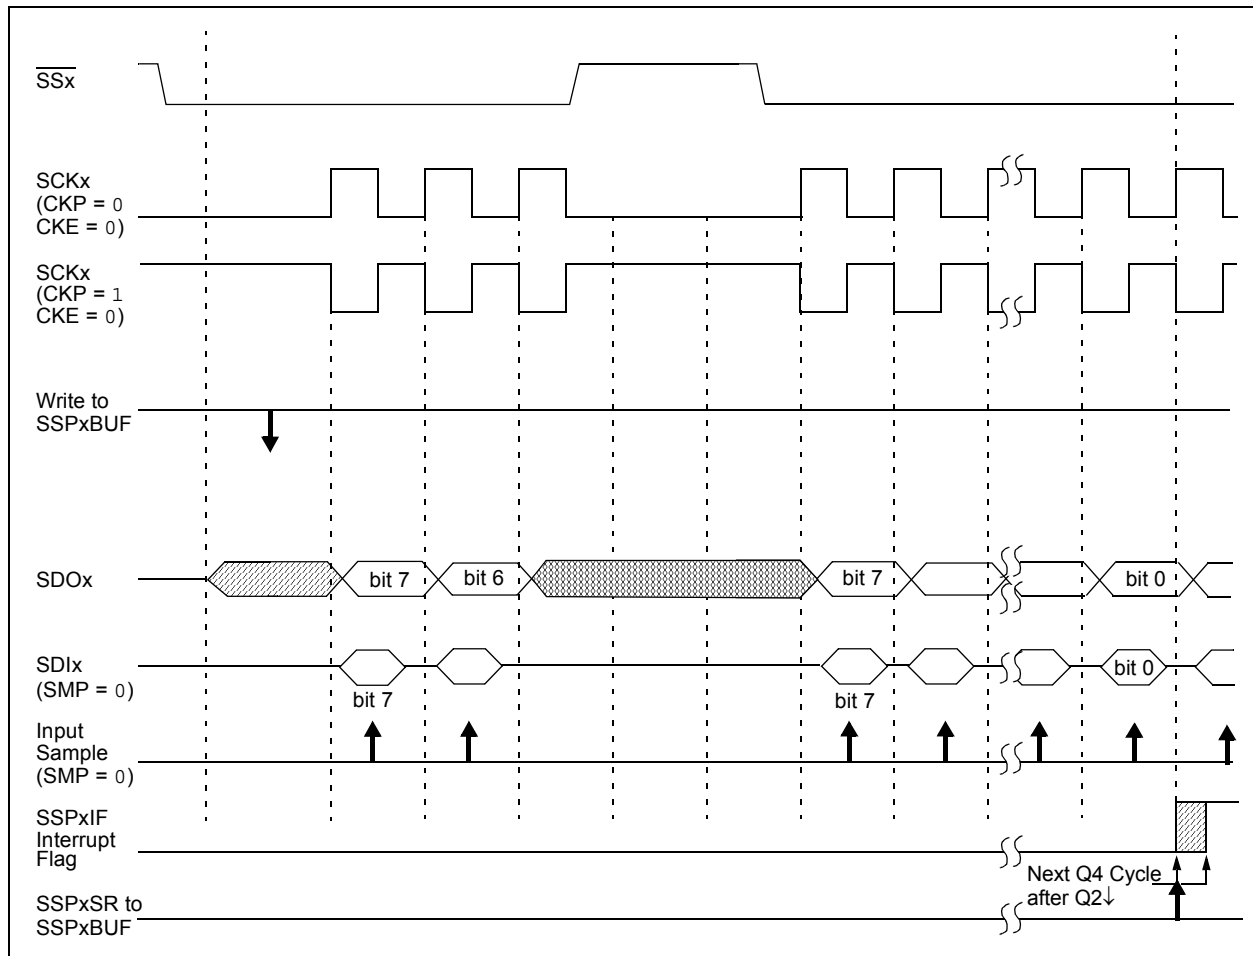 SSx
SCKx
(CKP = 0
CKE = 0)
SCKx
(CKP = 1
CKE = 0)
Write to
SSPxBUF
SDOx
bit 7
bit 6
bit 7
bit 0
SDIx
(SMP = 0)
bit 7
bit 7
bit 0
Input
Sample
(SMP = 0)
SSPxIF
Interrupt
Flag
Next Q4 Cycle
after Q2↓
SSPxSR to
SSPxBUF